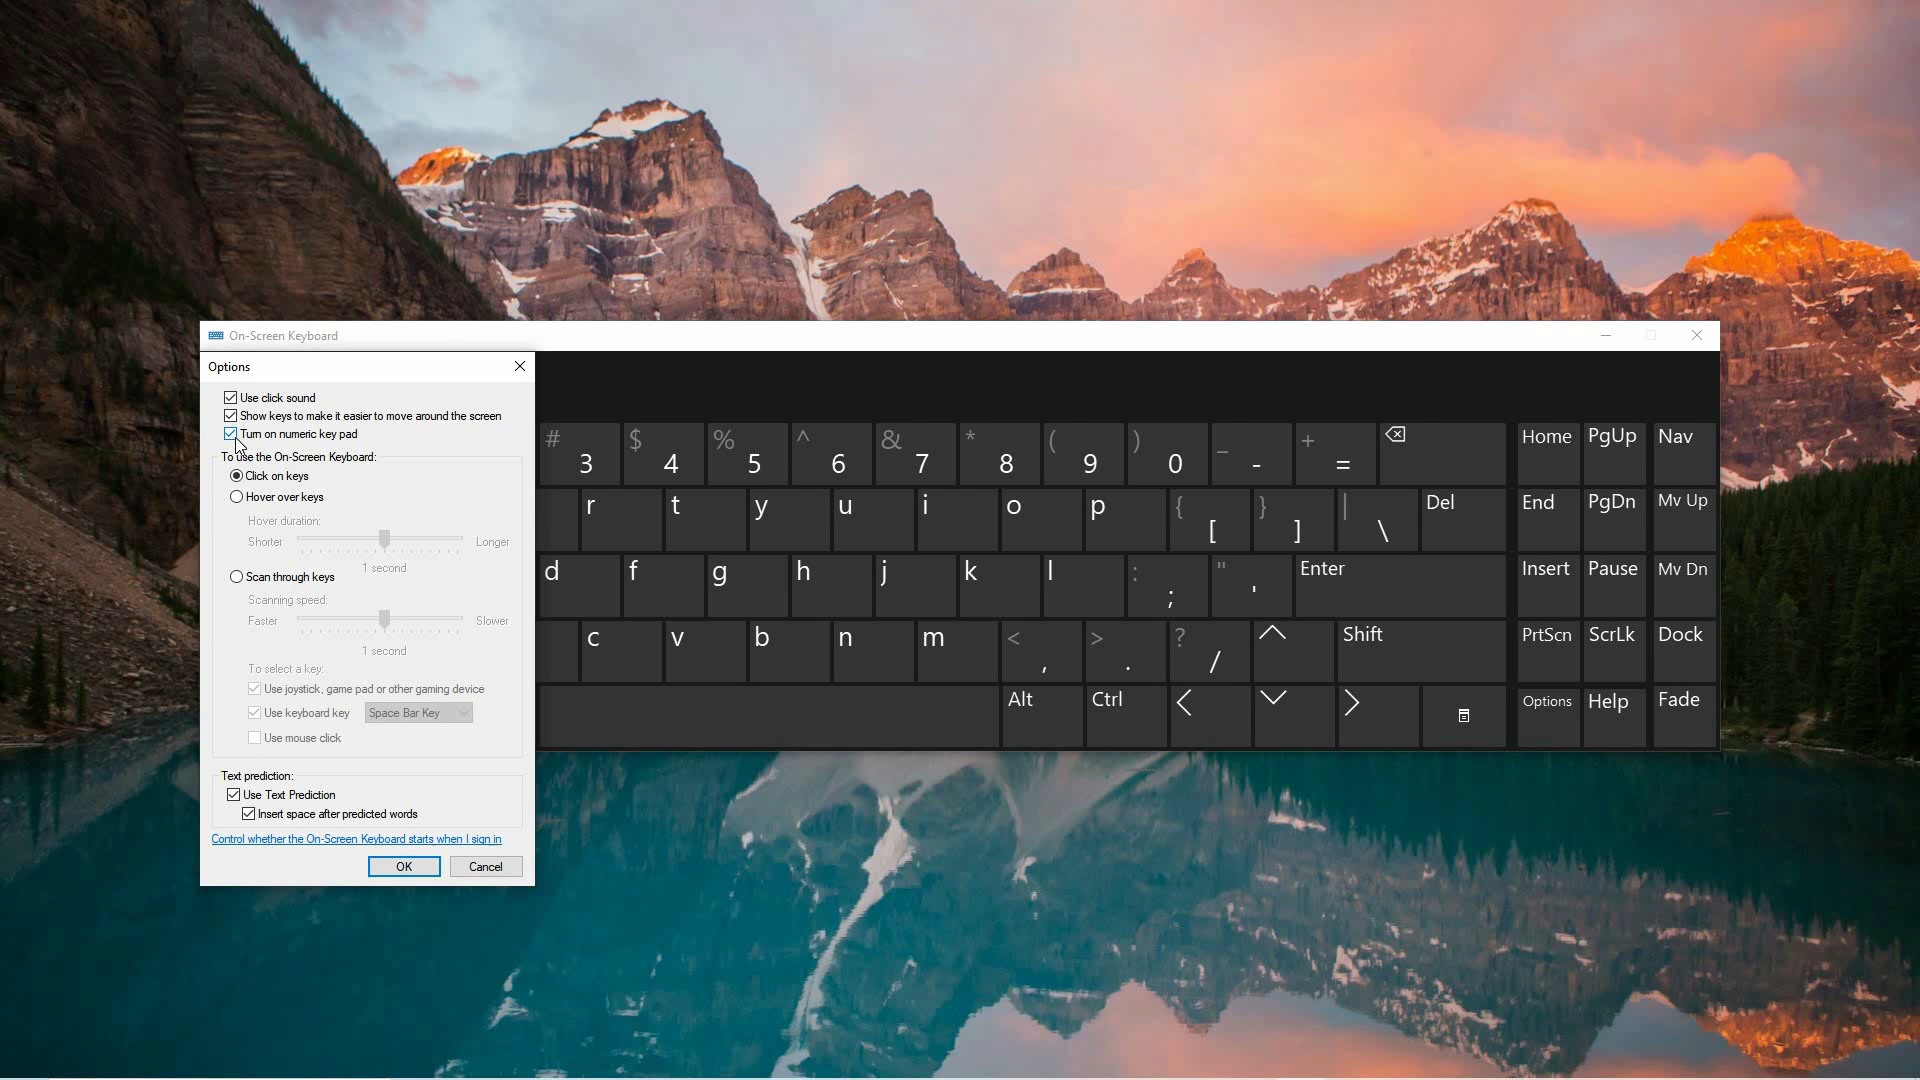 On-Screen Keyboard
Options
Use click sound
Show keys to make it easier to move around the screen
Turn on numeric key pad
To use the On-Screen Keyboard:
Click on keys
Hover over keys
Hover duration:
Shorter Longer
1 second
Scan through keys
Scanning speed:
Faster Slower
1 second
To select a key:
Use joystick, game pad or other gaming device
Use keyboard key Space Bar Key
Use mouse click
Text prediction:
Use Text Prediction
Insert space after predicted words
Control whether the On-Screen Keyboard starts when I sign in
OK Cancel
# 3 $ 4 % 5 ^ 6 & 7 * 8 ( 9 ) 0 _ - + = Home PgUp Nav
r t y u i o p { [ } ] | \ Del End PgDn Mv Up
d f g h j k l : ; " ' Enter Insert Pause Mv Dn
c v b n m < , > . ? / Shift PrtScn ScrLk Dock
Alt Ctrl Options Help Fade